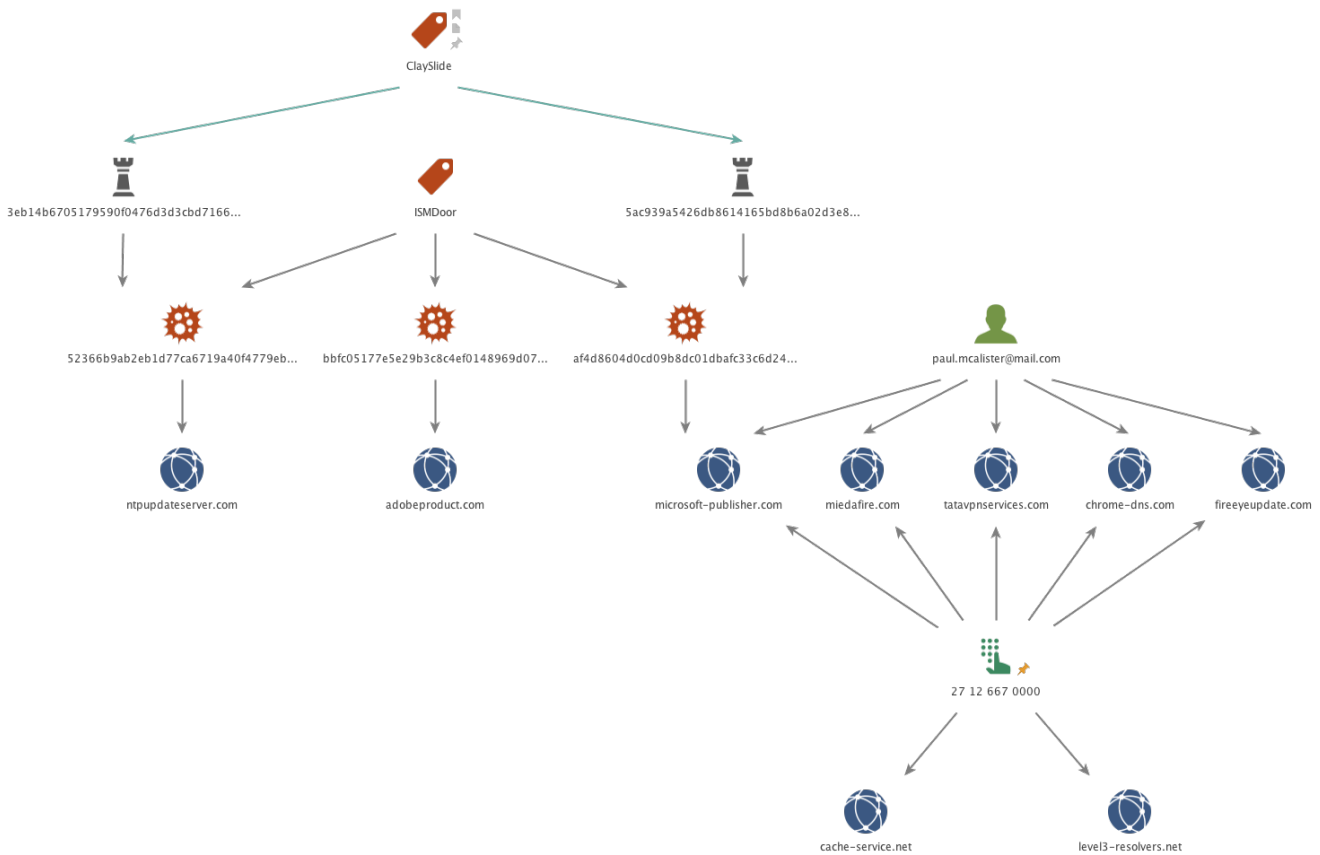 ClaySlide
3eb14b6705179590f0476d3d3cbd7166...
ISMDoor
5ac939a5426db8614165bd8b6a02d3e8...
52366b9ab2eb1d77ca6719a40f4779eb...
bbfc05177e5e29b3c8c4ef0148969d07...
af4d8604d0cd09b8dc01dbafc33c6d24...
paul.mcalister@mail.com
ntpupdateserver.com
adobeproduct.com
microsoft-publisher.com
miedafire.com
tatavpnservices.com
chrome-dns.com
fireeyeupdate.com
27 12 667 0000
cache-service.net
level3-resolvers.net